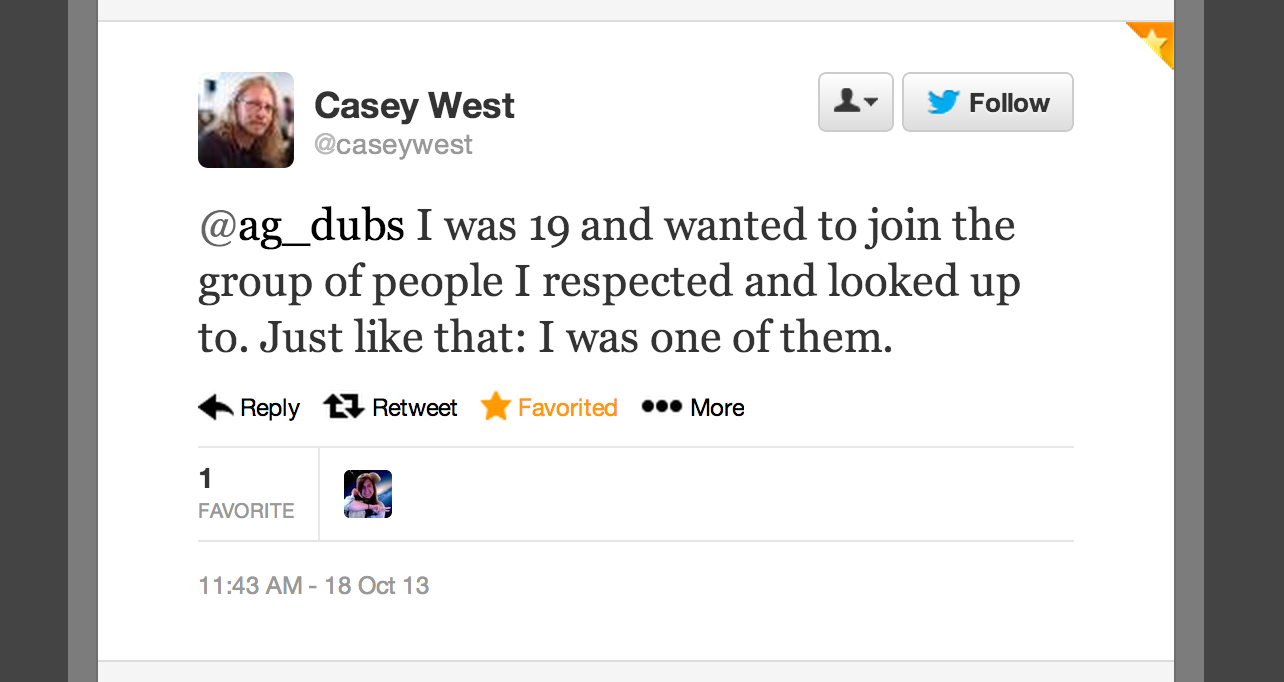 Casey West
@caseywest
Follow
@ag_dubs I was 19 and wanted to join the
group of people I respected and looked up
to. Just like that: I was one of them.
Reply Retweet Favorited More
1
FAVORITE
11:43 AM - 18 Oct 13